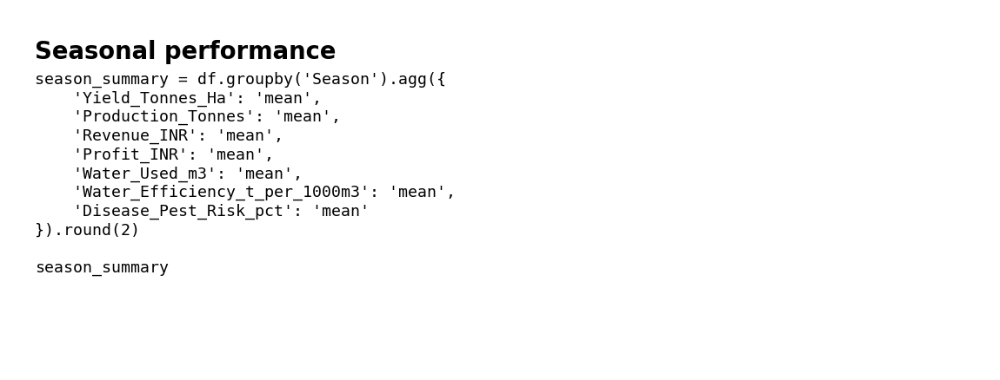 Seasonal performance
season_summary = df.groupby('Season').agg({
    'Yield_Tonnes_Ha': 'mean',
    'Production_Tonnes': 'mean',
    'Revenue_INR': 'mean',
    'Profit_INR': 'mean',
    'Water_Used_m3': 'mean',
    'Water_Efficiency_t_per_1000m3': 'mean',
    'Disease_Pest_Risk_pct': 'mean'
}).round(2)

season_summary